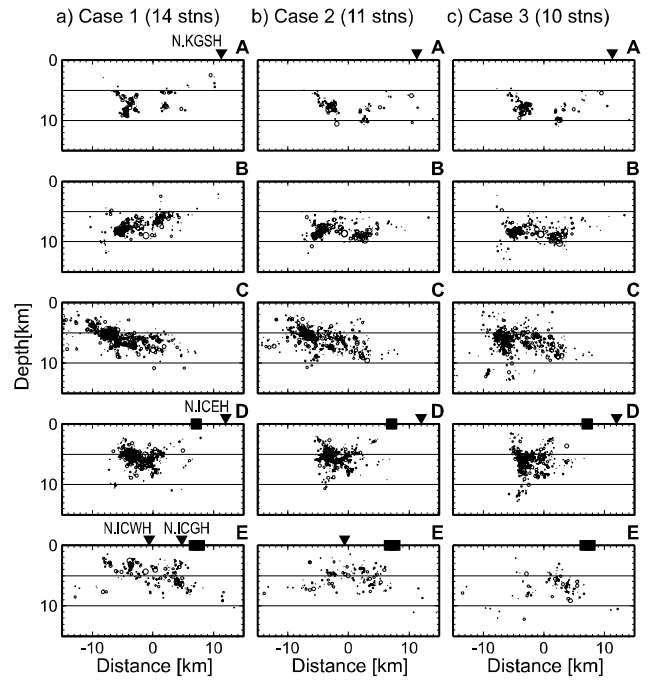 a) Case 1 (14 stns) b) Case 2 (11 stns) c) Case 3 (10 stns)
N.KGSH A A A
0
10
B B B
0
10
C C C
0
10
Depth[km]
N.ICEH D D D
0
10
N.ICWH N.ICGH E E E
0
10
-10 0 10 -10 0 10 -10 0 10
Distance [km] Distance [km] Distance [km]